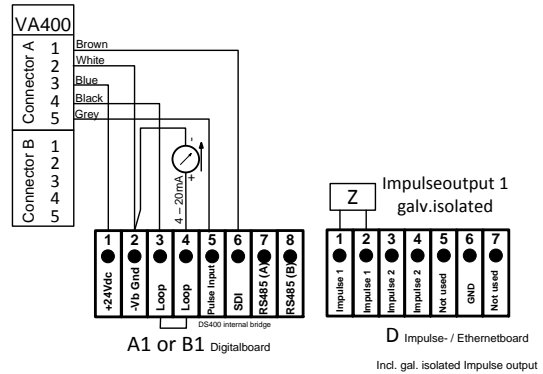 VA400
Connector A
1 Brown
2 White
3 Blue
4 Black
5 Grey
Connector B
1
2
3
4
5
-
+
4 – 20mA
1 2 3 4 5 6 7 8
+24Vdc
-Vb Gnd
Loop
Loop
Pulse Input
SDI
RS485 (A)
RS485 (B)
DS400 internal bridge
A1 or B1 Digitalboard
Z
Impulseoutput 1
galv.isolated
1 2 3 4 5 6 7
Impulse 1
Impulse 1
Impulse 2
Impulse 2
Not used
GND
Not used
D Impulse- / Ethernetboard
Incl. gal. isolated Impulse output